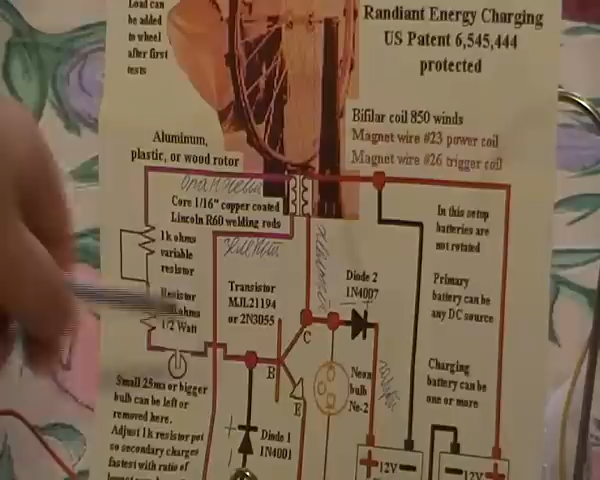 Load can
be added
to wheel
after first
tests
Randiant Energy Charging
US Patent 6,545,444
protected
Bifilar coil 850 winds
Magnet wire #23 power coil
Magnet wire #26 trigger coil
Aluminum,
plastic, or wood rotor
Core 1/16" copper coated
Lincoln R60 welding rods
1k ohms
variable
resistor
Resistor
ohms
1/2 Watt
Transistor
MJL21194
or 2N3055
Diode 2
1N4007
In this setup
batteries are
not rotated
Primary
battery can be
any DC source
Charging
battery can be
one or more
C
B
E
Neon
bulb
Ne-2
Small 25ma or bigger
bulb can be left or
removed here.
Adjust 1k resistor pot
so secondary charges
fastest with ratio of
Diode 1
1N4001
+
12V
-
+
12V